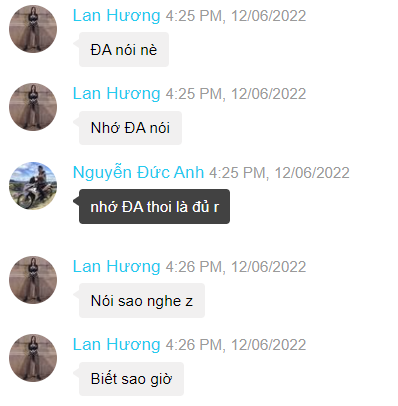 Lan Hương 4:25 PM, 12/06/2022
ĐA nói nè
Lan Hương 4:25 PM, 12/06/2022
Nhớ ĐA nói
Nguyễn Đức Anh 4:25 PM, 12/06/2022
nhớ ĐA thoi là đủ r
Lan Hương 4:26 PM, 12/06/2022
Nói sao nghe z
Lan Hương 4:26 PM, 12/06/2022
Biết sao giờ